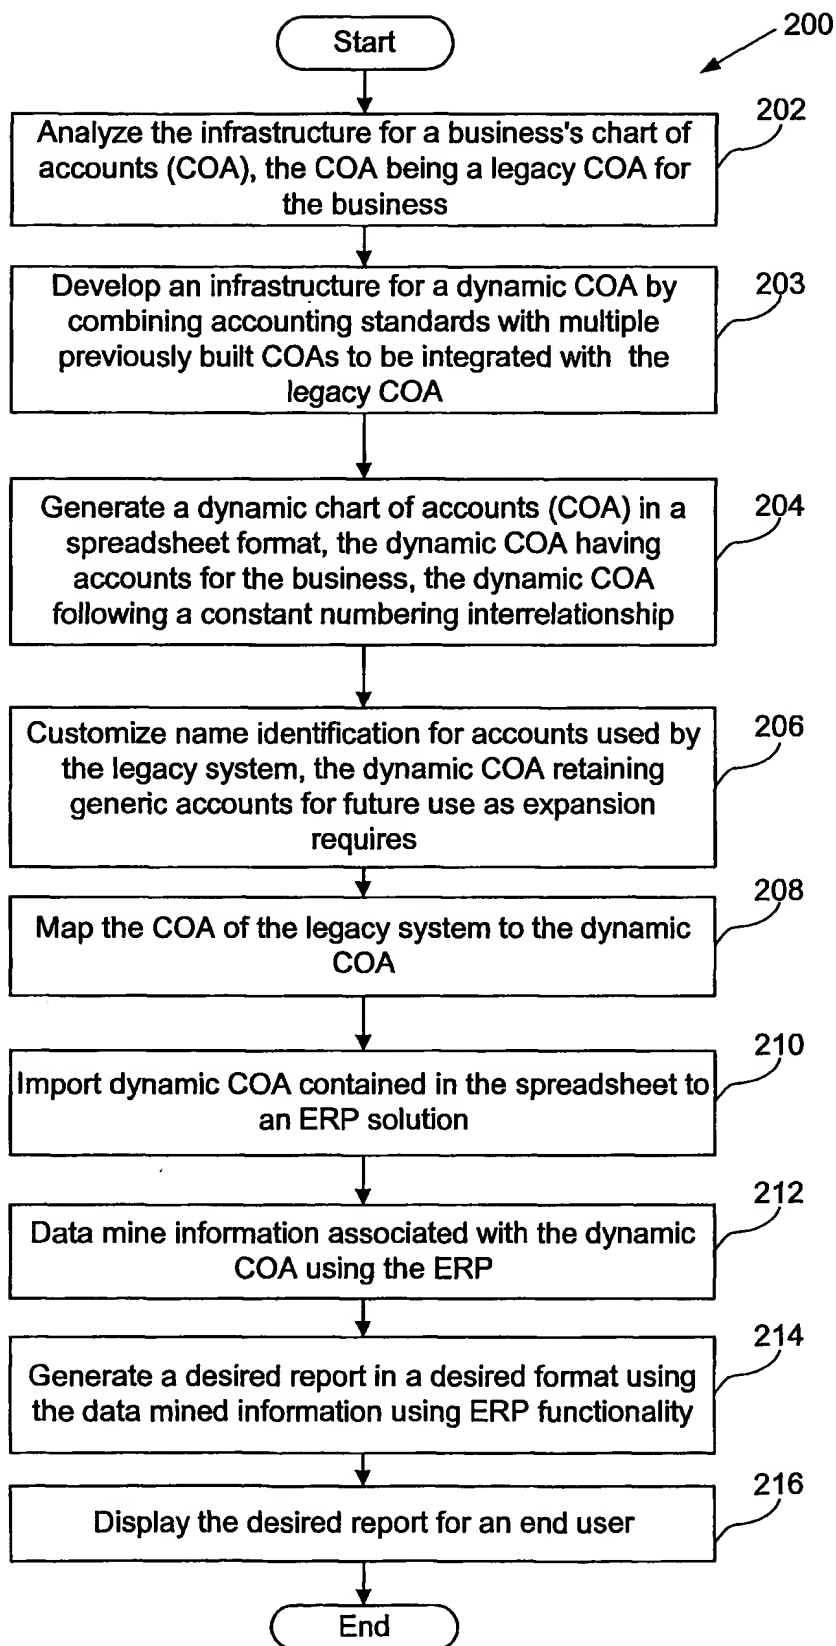 Start
200
202
Analyze the infrastructure for a business's chart of
accounts (COA), the COA being a legacy COA for
the business
203
Develop an infrastructure for a dynamic COA by
combining accounting standards with multiple
previously built COAs to be integrated with the
legacy COA
204
Generate a dynamic chart of accounts (COA) in a
spreadsheet format, the dynamic COA having
accounts for the business, the dynamic COA
following a constant numbering interrelationship
206
Customize name identification for accounts used by
the legacy system, the dynamic COA retaining
generic accounts for future use as expansion
requires
208
Map the COA of the legacy system to the dynamic
COA
210
Import dynamic COA contained in the spreadsheet to
an ERP solution
212
Data mine information associated with the dynamic
COA using the ERP
214
Generate a desired report in a desired format using
the data mined information using ERP functionality
216
Display the desired report for an end user
End